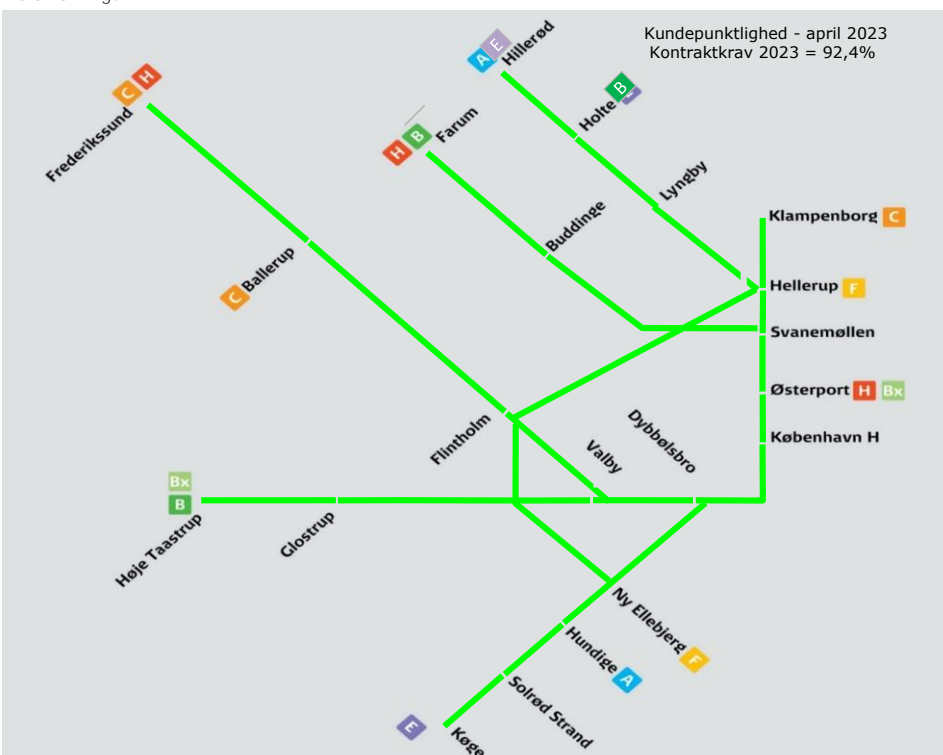 Kundepunktlighed - april 2023
Kontraktkrav 2023 = 92,4%
A E
Hillerød
C H
Frederikssund
B
Holte
H B
Farum
Lyngby
Buddinge
Klampenborg C
C
Ballerup
Hellerup F
Svanemøllen
Østerport H Bx
København H
Flintholm
Valby
Dybbølsbro
Bx
B
Høje Taastrup
Glostrup
Ny Ellebjerg F
Hundige A
Solrød Strand
E
Køge